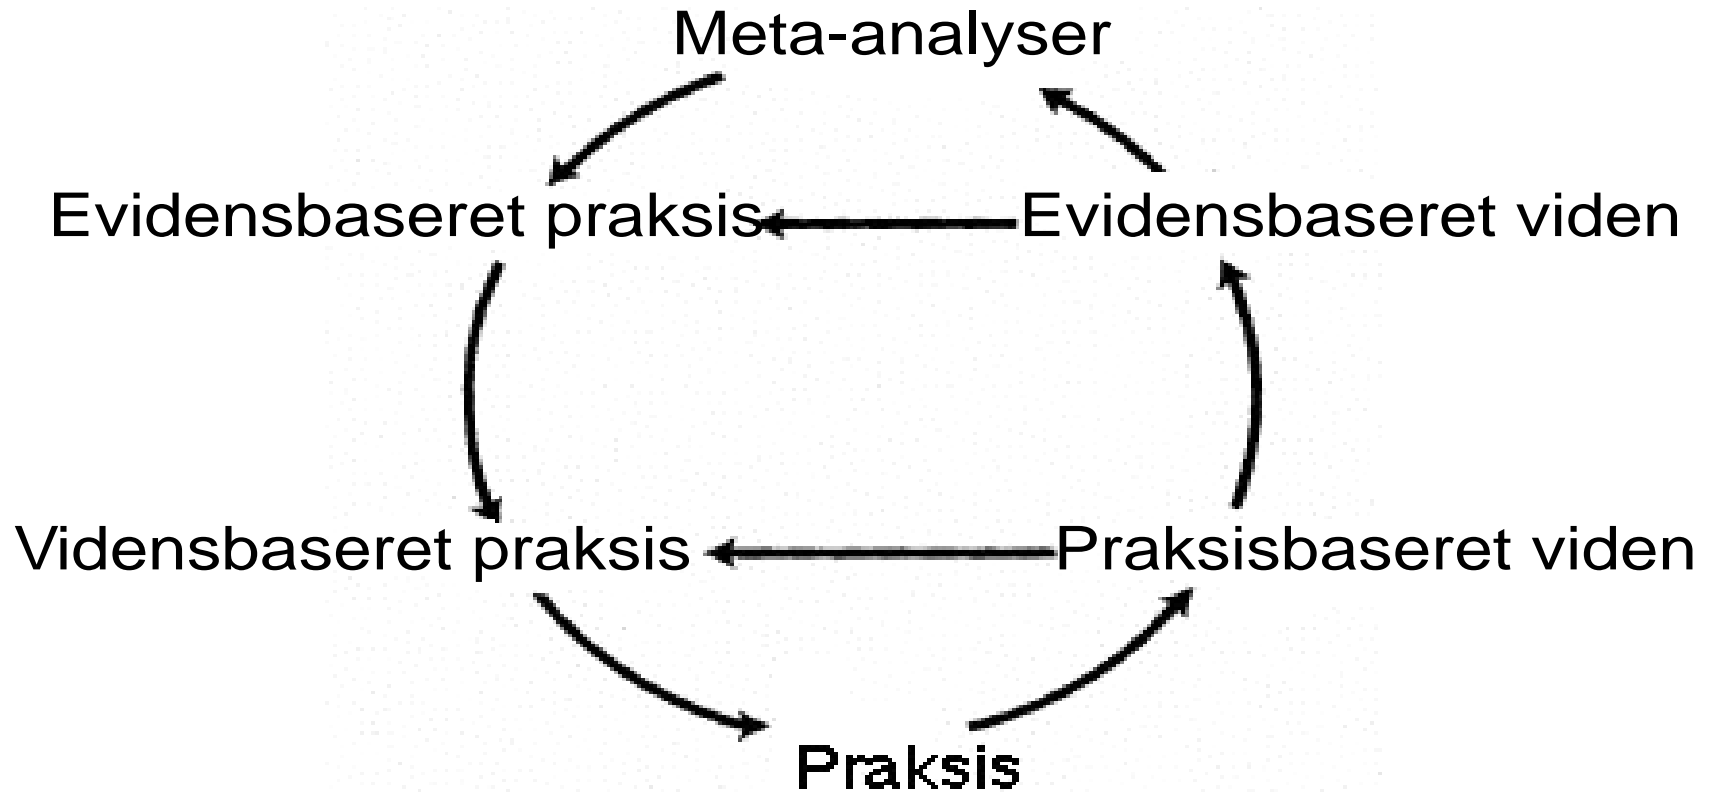 Meta-analyser
Evidensbaseret praksis
Evidensbaseret viden
Vidensbaseret praksis
Praksisbaseret viden
Praksis